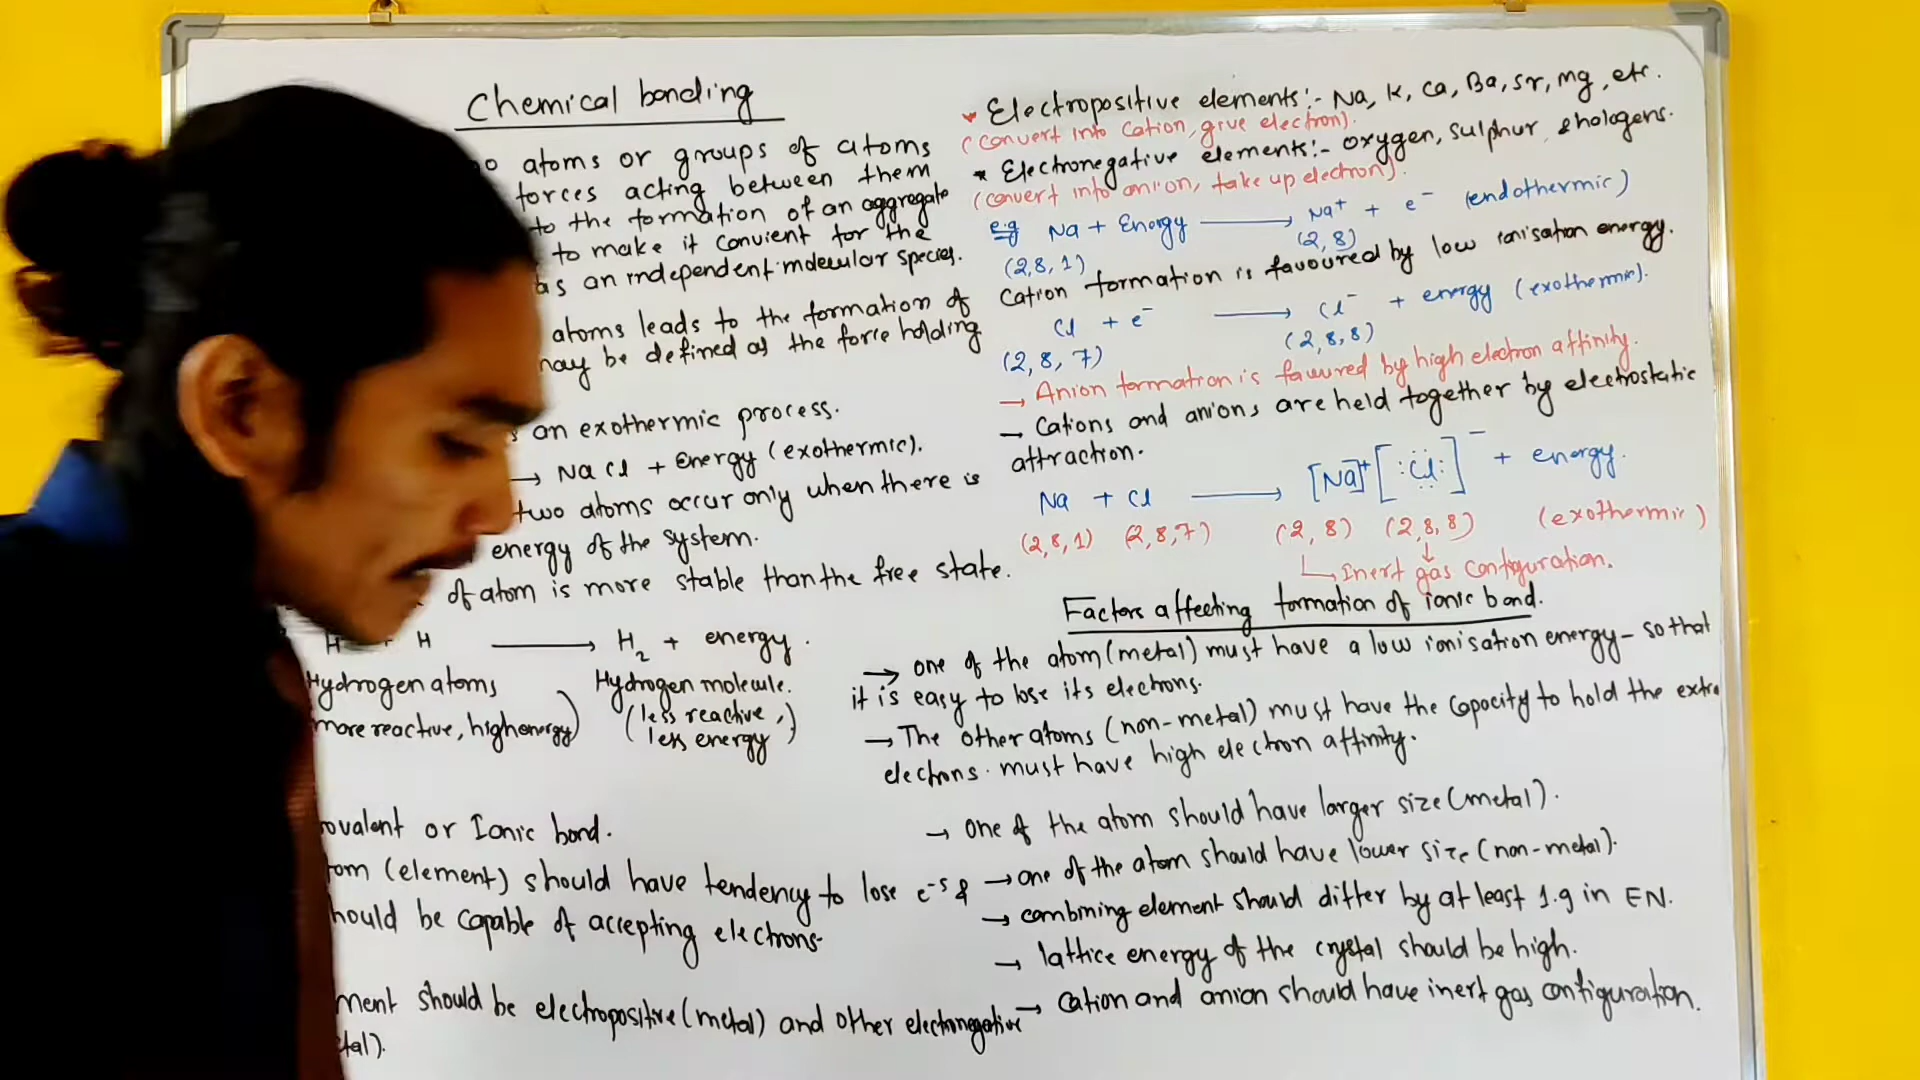 Chemical bonding
atoms or groups of atoms
forces acting between them
to the formation of an aggregate
to make it convient for the
as an independent molecular species.
atoms leads to the formation of
may be defined as the force holding
an exothermic process.
→ NaCl + Energy (exothermic).
two atoms occur only when there is
energy of the system.
of atom is more stable than the free state.
H + H ⟶ H2 + energy.
Hydrogen atoms Hydrogen molecule.
more reactive, high energy) (less reactive,
less energy)
ovalent or Ionic bond.
tom (element) should have tendency to lose e-s &
hould be capable of accepting electrons.
ment should be electropositive (metal) and other electronegative
tal).
* Electropositive elements:- Na, K, Ca, Ba, Sr, Mg, etc.
(convert into cation, give electron).
* Electronegative elements:- oxygen, sulphur & halogens.
(convert into anion, take up electron).
e.g Na + Energy ⟶ Na+ + e- (endothermic)
(2,8,1) (2,8)
Cation formation is favoured by low ionisation energy.
Cl + e- ⟶ Cl- + energy (exothermic).
(2,8,7) (2,8,8)
→ Anion formation is favured by high electron affinity.
→ Cations and anions are held together by electrostatic
attraction.
Na + Cl ⟶ [Na]+ [:Cl:]- + energy.
(2,8,1) (2,8,7) (2,8) (2,8,8) (exothermic)
↳ Inert gas configuration.
Factors affecting formation of ionic bond.
→ one of the atom (metal) must have a low ionisation energy - so that
it is easy to lose its electrons.
→ The other atoms (non-metal) must have the capocity to hold the extra
electrons. must have high electron affinity.
→ one of the atom should have larger size (metal).
→ one of the atom should have lower size (non-metal).
→ combining element should differ by at least 1.9 in EN.
→ lattice energy of the crystal should be high.
→ cation and anion should have inert gas configuration.